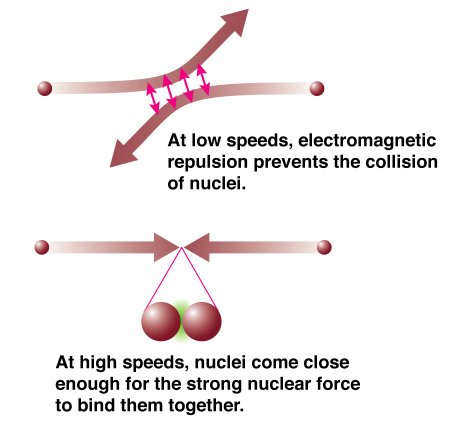 At low speeds, electromagnetic
repulsion prevents the collision
of nuclei.
At high speeds, nuclei come close
enough for the strong nuclear force
to bind them together.